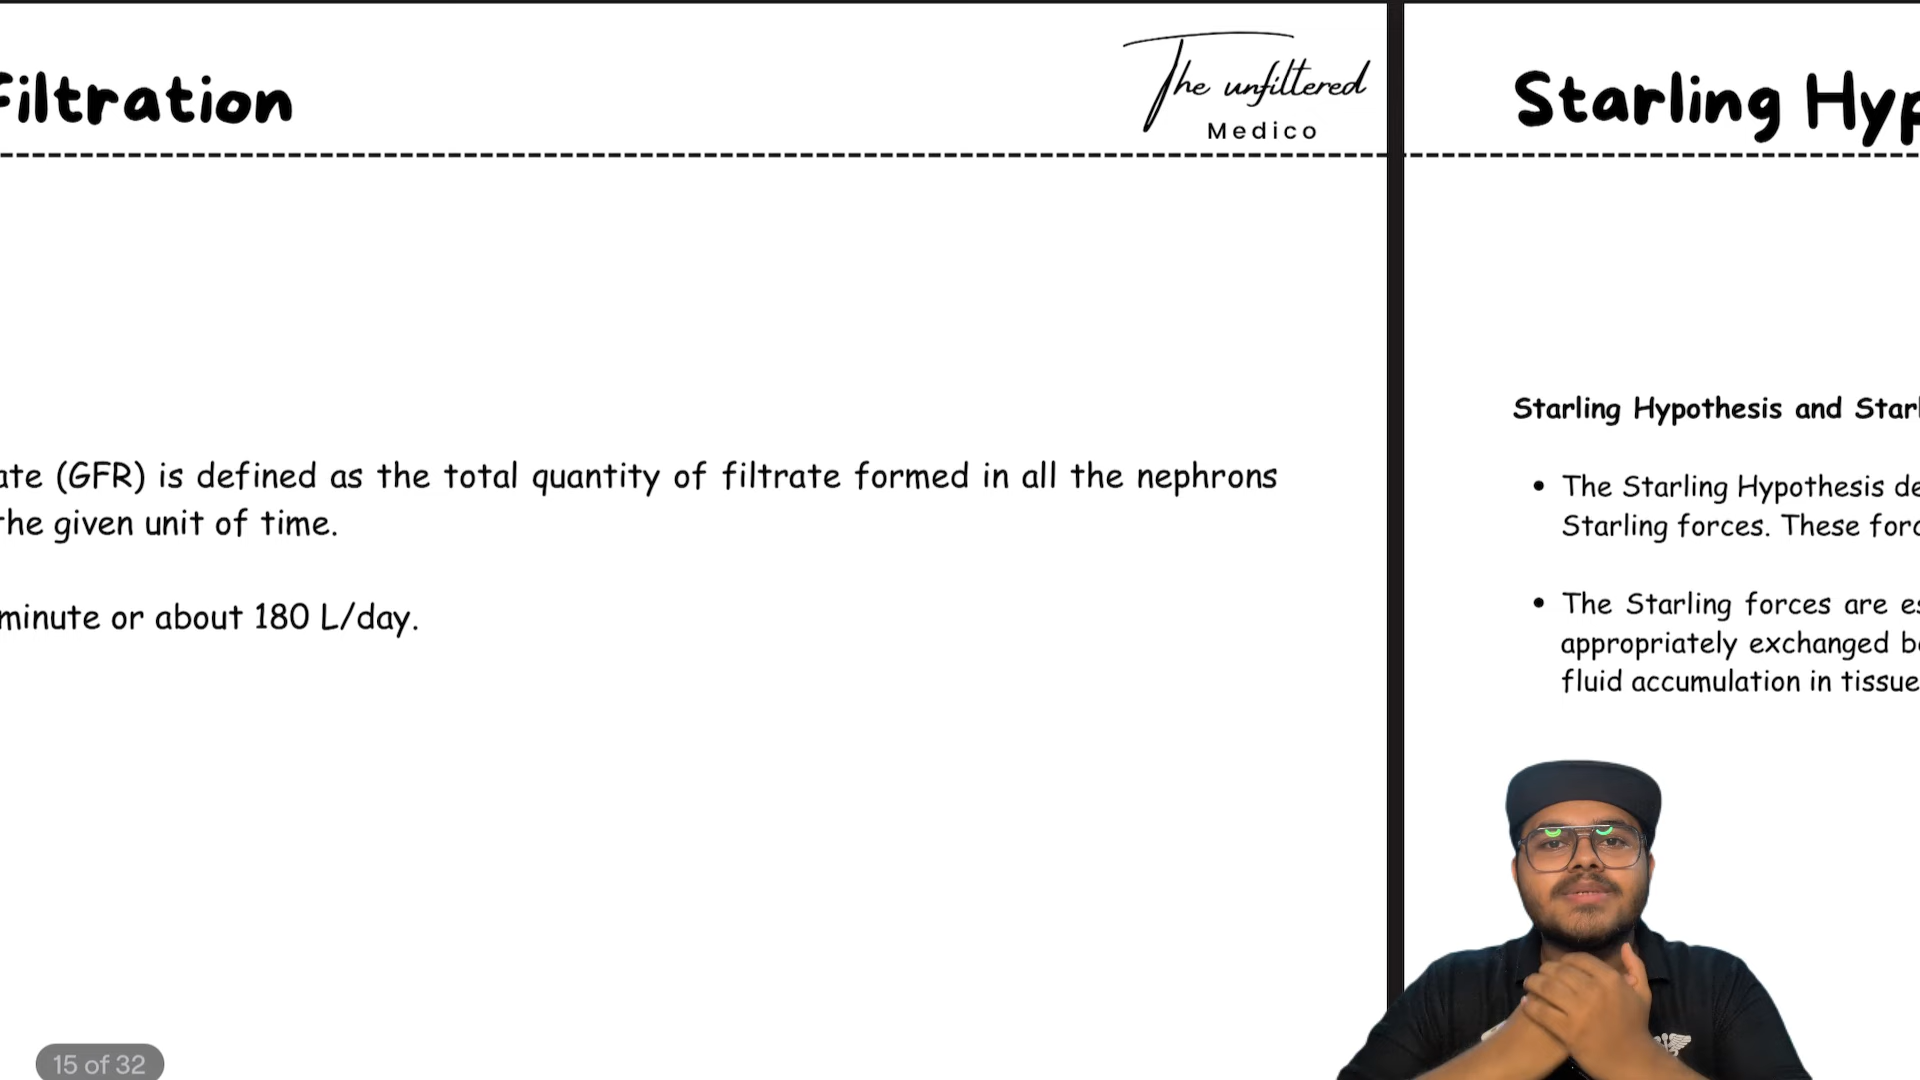 Filtration
The unfiltered
Medico
ate (GFR) is defined as the total quantity of filtrate formed in all the nephrons
the given unit of time.
minute or about 180 L/day.
15 of 32
Starling Hyp
Starling Hypothesis and Starl
• The Starling Hypothesis de
Starling forces. These forc
• The Starling forces are es
appropriately exchanged be
fluid accumulation in tissue